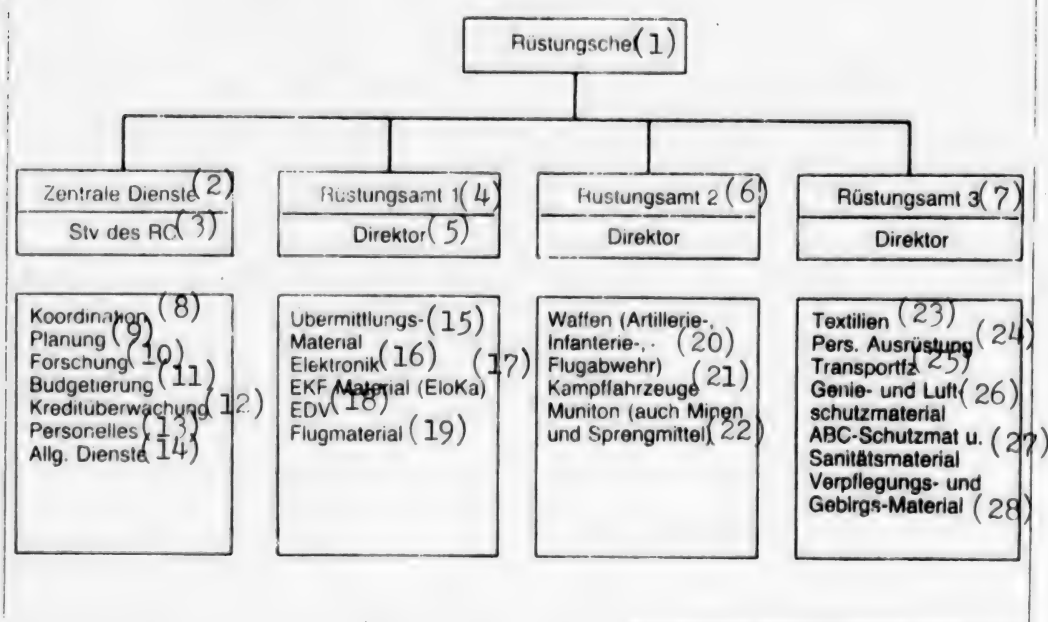 Rüstungschef(1)
Zentrale Dienste(2)
Stv des RC(3)
Rüstungsamt 1(4)
Direktor(5)
Rustungsamt 2(6)
Direktor
Rüstungsamt 3(7)
Direktor
Koordination(8)
Planung(9)
Forschung(10)
Budgetierung(11)
Kreditüberwachung(12)
Personelles(13)
Allg. Dienste(14)
Übermittlungs-(15)
Material
Elektronik(16)
EKF Material (EloKa)(17)
EDV(18)
Flugmaterial(19)
Waffen (Artillerie-,
Infanterie-,(20)
Flugabwehr)
Kampffahrzeuge(21)
Muniton (auch Minen
und Sprengmittel)(22)
Textilien(23)
Pers. Ausrüstung(24)
Transportfz(25)
Genie- und Luft(26)
schutzmaterial
ABC-Schutzmat u.(27)
Sanitätsmaterial
Verpflegungs- und
Gebirgs-Material(28)